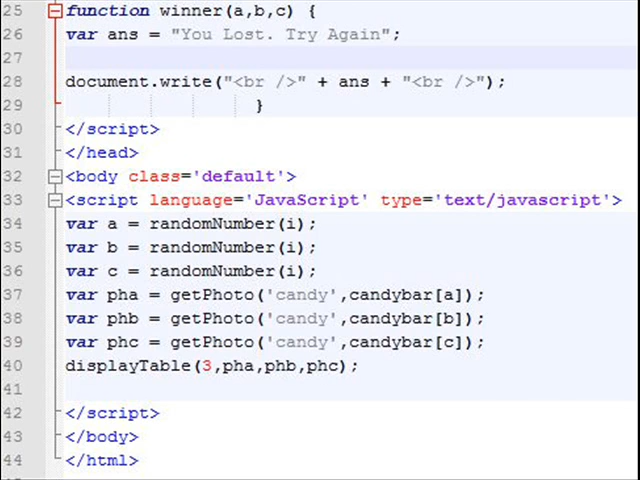 25 function winner(a,b,c) {
26 var ans = "You Lost. Try Again";
27
28 document.write("<br />" + ans + "<br />");
29 }
30 </script>
31 </head>
32 <body class='default'>
33 <script language='JavaScript' type='text/javascript'>
34 var a = randomNumber(i);
35 var b = randomNumber(i);
36 var c = randomNumber(i);
37 var pha = getPhoto('candy',candybar[a]);
38 var phb = getPhoto('candy',candybar[b]);
39 var phc = getPhoto('candy',candybar[c]);
40 displayTable(3,pha,phb,phc);
41
42 </script>
43 </body>
44 </html>